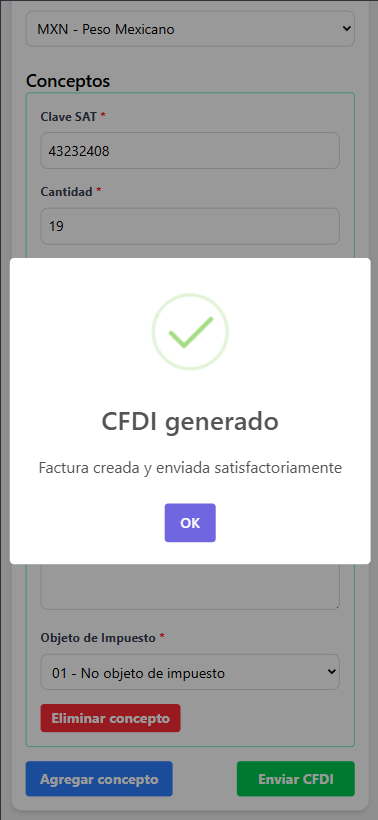 MXN - Peso Mexicano
Conceptos
Clave SAT *
43232408
Cantidad *
19
CFDI generado
Factura creada y enviada satisfactoriamente
OK
Objeto de Impuesto *
01 - No objeto de impuesto
Eliminar concepto
Agregar concepto
Enviar CFDI